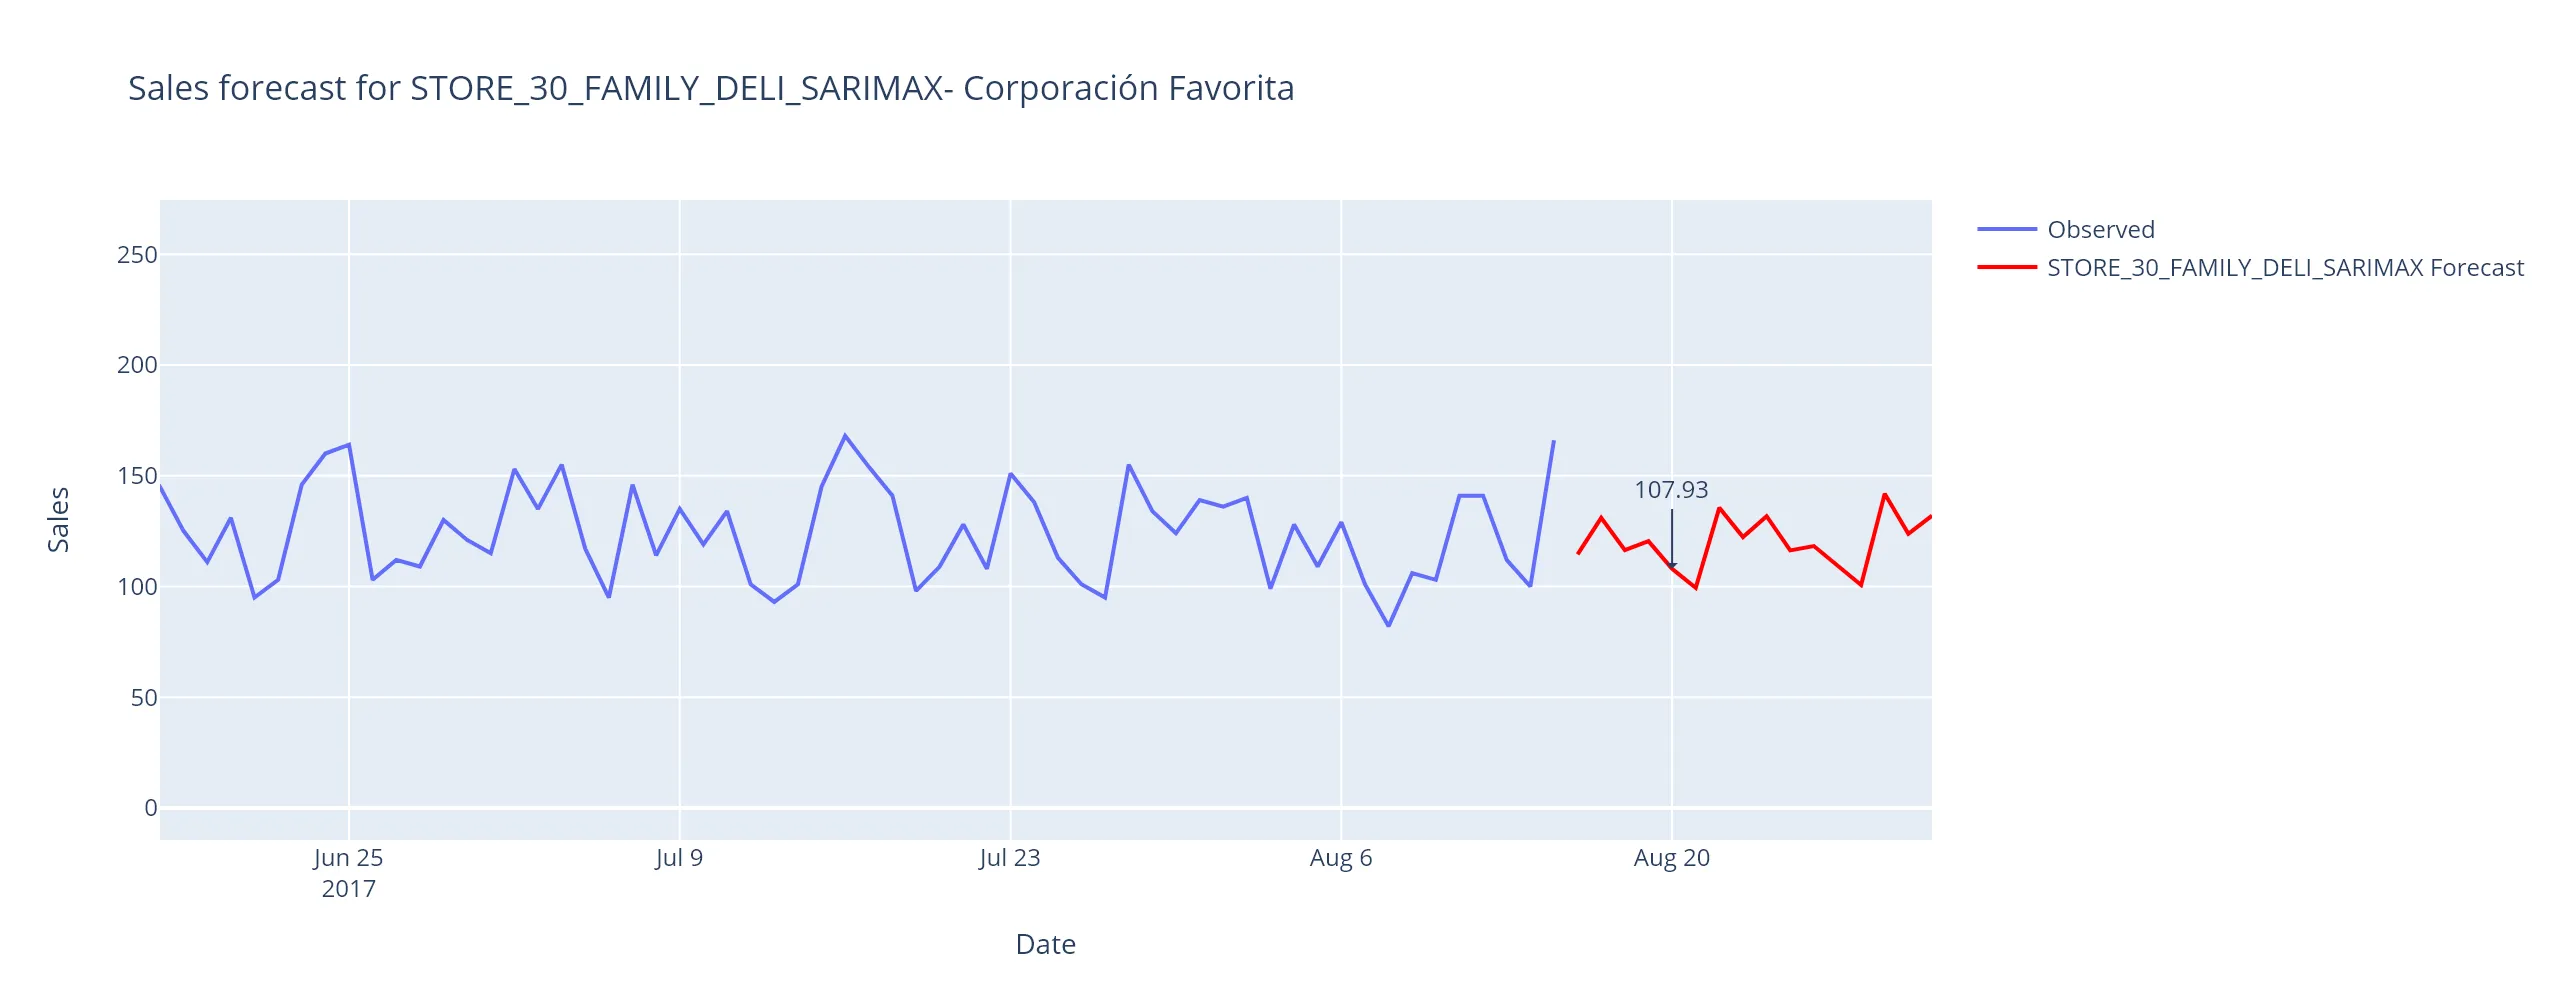 Sales forecast for STORE_30_FAMILY_DELI_SARIMAX- Corporación Favorita
Observed
STORE_30_FAMILY_DELI_SARIMAX Forecast
250
200
150
100
50
0
Sales
107.93
Jun 25
2017
Jul 9
Jul 23
Aug 6
Aug 20
Date